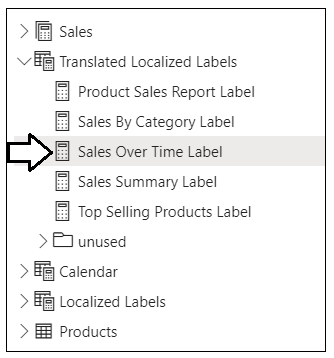 Sales
Translated Localized Labels
Product Sales Report Label
Sales By Category Label
Sales Over Time Label
Sales Summary Label
Top Selling Products Label
unused
Calendar
Localized Labels
Products